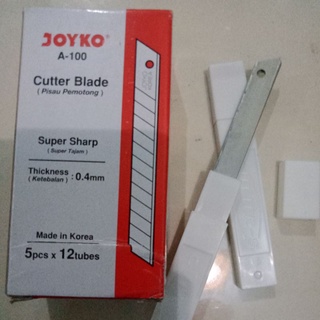 JOYKO
A-100
Cutter Blade
( Pisau Pemotong )
Super Sharp
( Super Tajam )
Thickness : 0.4mm
( Ketebalan )
Made in Korea
5pcs x 12tubes